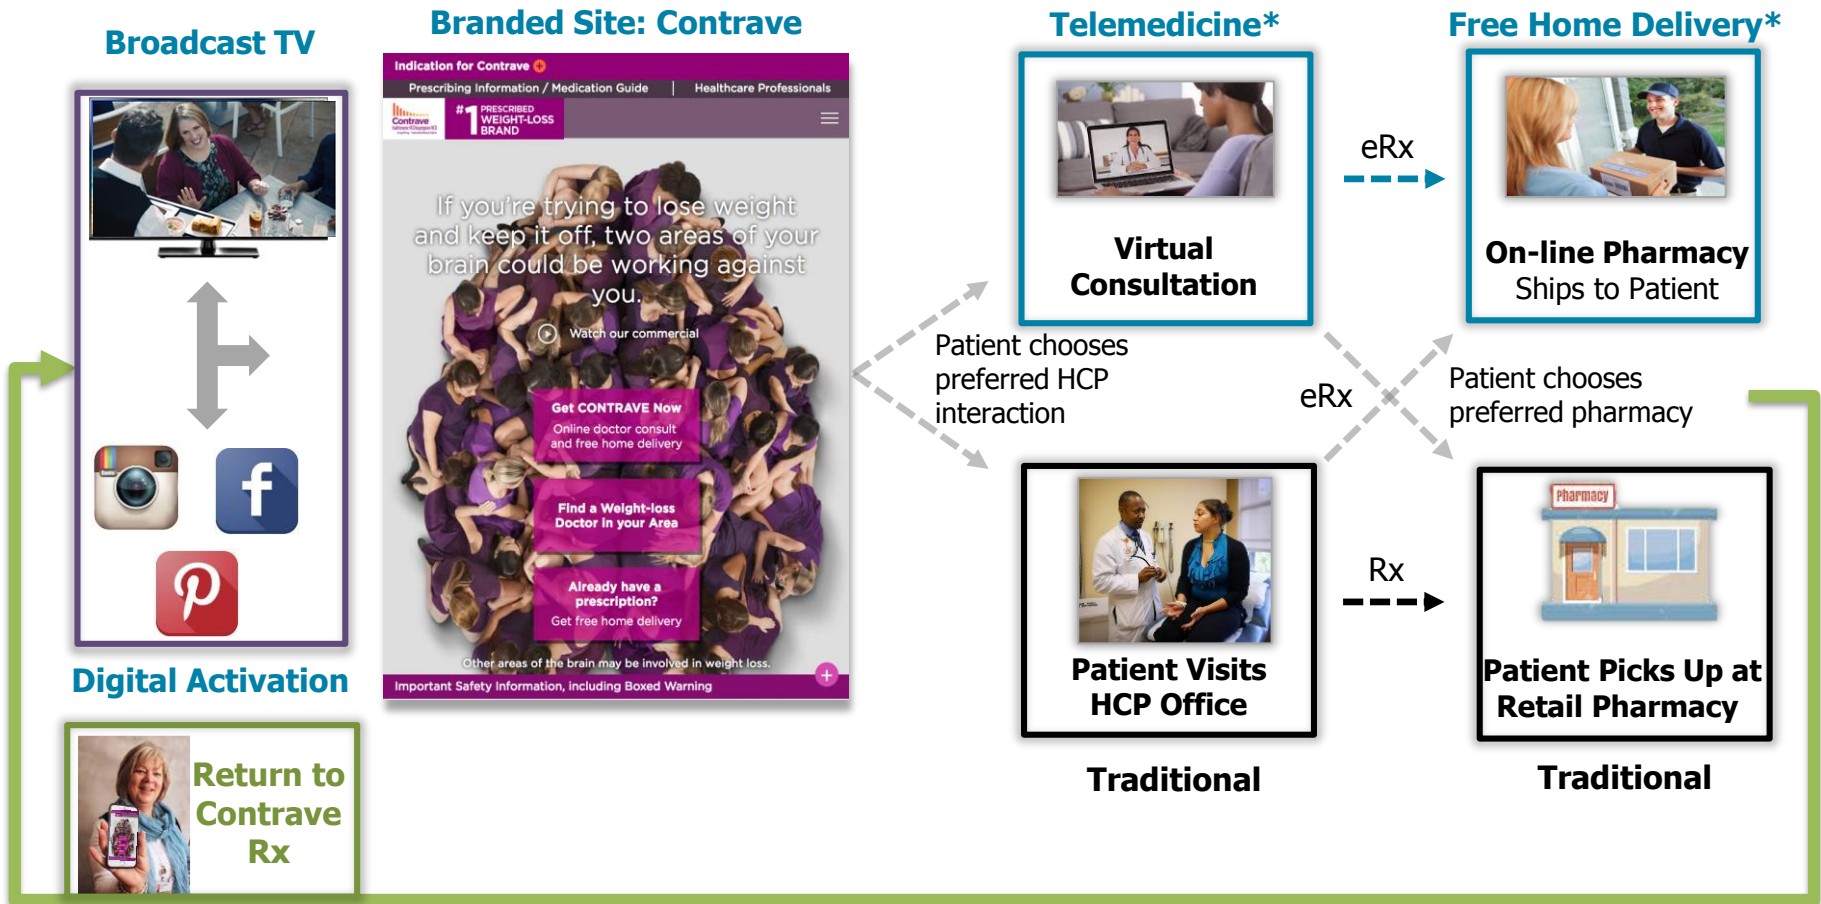 Broadcast TV
Digital Activation
Return to
Contrave
Rx
Branded Site: Contrave
Indication for Contrave
Prescribing Information / Medication Guide | Healthcare Professionals
Contrave
#1 PRESCRIBED
WEIGHT-LOSS
BRAND
If you're trying to lose weight
and keep it off, two areas of your
brain could be working against
you.
Watch our commercial
Get CONTRAVE Now
Online doctor consult
and free home delivery
Find a Weight-loss
Doctor in your Area
Already have a
prescription?
Get free home delivery
Other areas of the brain may be involved in weight loss.
Important Safety Information, including Boxed Warning
Patient chooses
preferred HCP
interaction
Telemedicine*
Virtual
Consultation
eRx
Free Home Delivery*
On-line Pharmacy
Ships to Patient
eRx
Patient chooses
preferred pharmacy
Patient Visits
HCP Office
Traditional
Rx
Pharmacy
Patient Picks Up at
Retail Pharmacy
Traditional